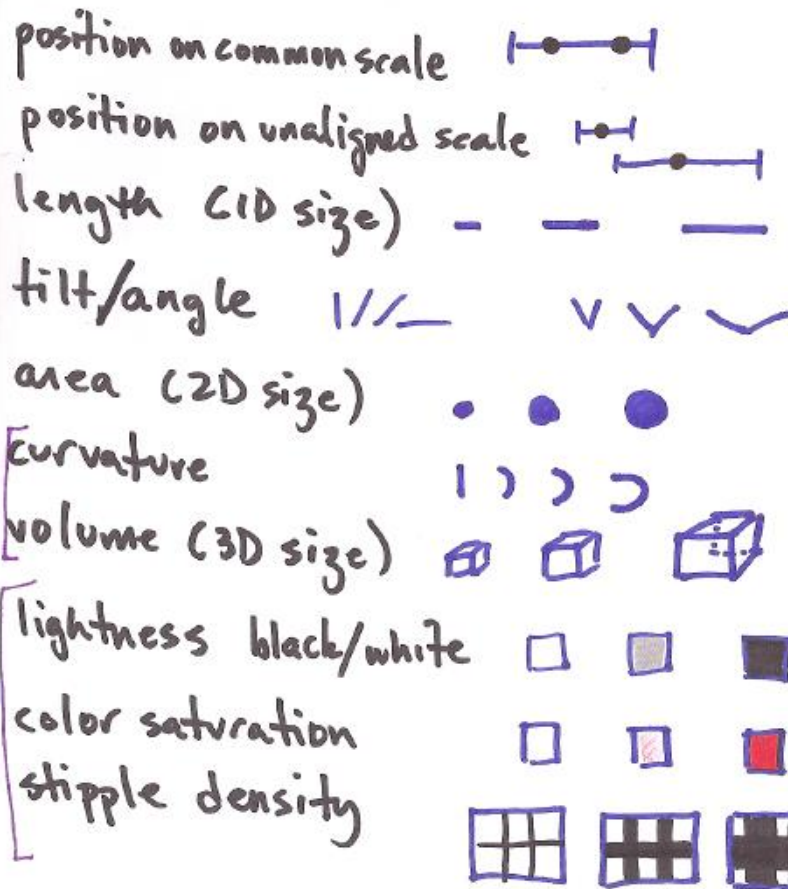 position on common scale
position on unaligned scale
length (1D size)
tilt/angle
area (2D size)
curvature
volume (3D size)
lightness black/white
color saturation
stipple density